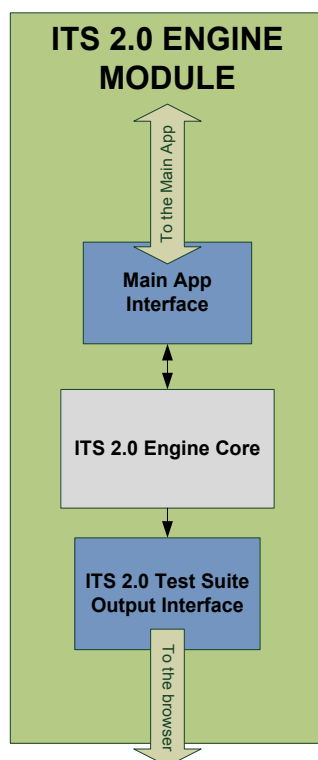 ITS 2.0 ENGINE
MODULE
To the Main App
Main App
Interface
ITS 2.0 Engine Core
ITS 2.0 Test Suite
Output Interface
To the browser